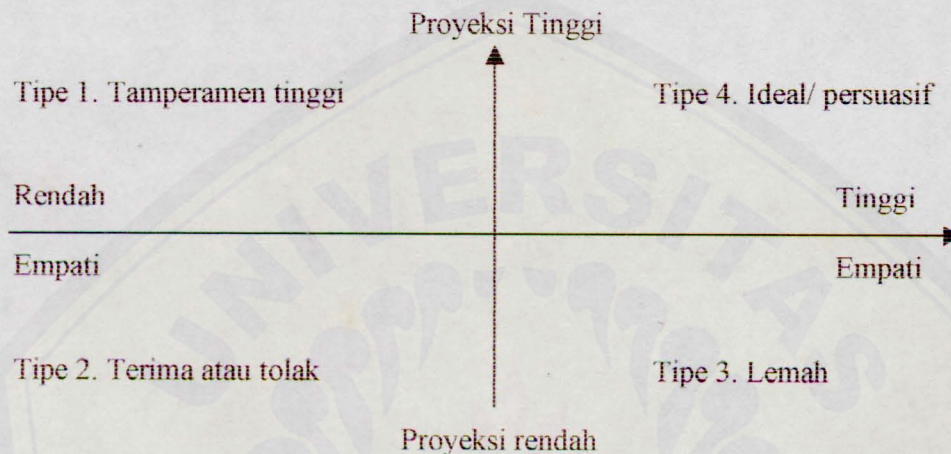 Proyeksi Tinggi
Tipe 1. Tamperamen tinggi
Tipe 4. Ideal/ persuasif
Rendah
Tinggi
Empati
Empati
UNIVERSITAS
Tipe 2. Terima atau tolak
Tipe 3. Lemah
Proyeksi rendah